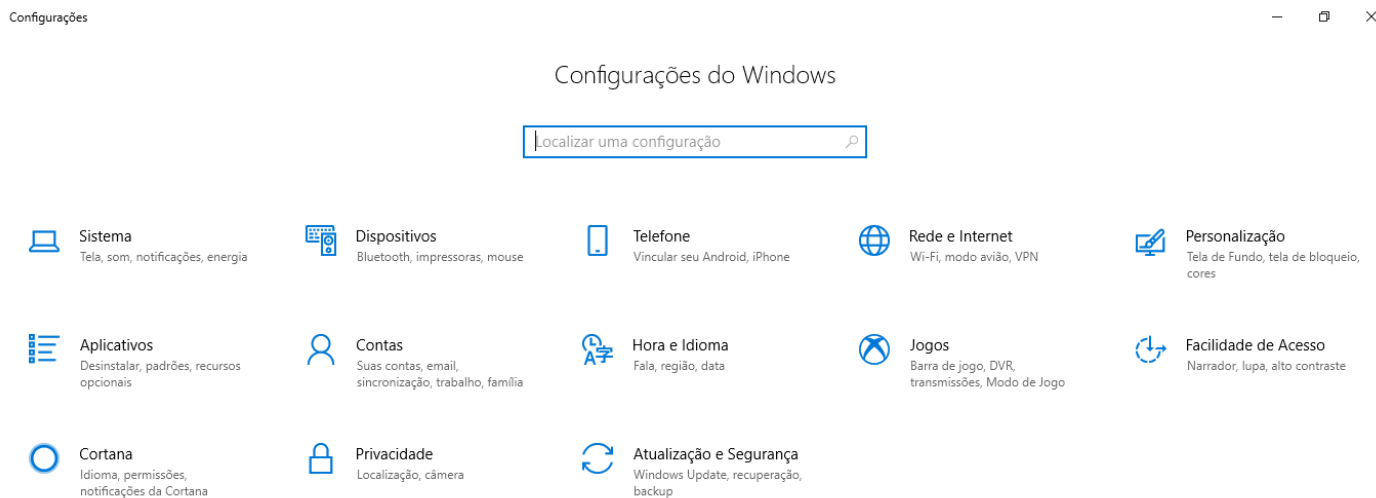 Configurações
Configurações do Windows
Localizar uma configuração
Sistema
Tela, som, notificações, energia
Dispositivos
Bluetooth, impressoras, mouse
Telefone
Vincular seu Android, iPhone
Rede e Internet
Wi-Fi, modo avião, VPN
Personalização
Tela de Fundo, tela de bloqueio,
cores
Aplicativos
Desinstalar, padrões, recursos
opcionais
Contas
Suas contas, email,
sincronização, trabalho, família
Hora e Idioma
Fala, região, data
Jogos
Barra de jogo, DVR,
transmissões, Modo de Jogo
Facilidade de Acesso
Narrador, lupa, alto contraste
Cortana
Idioma, permissões,
notificações da Cortana
Privacidade
Localização, câmera
Atualização e Segurança
Windows Update, recuperação,
backup